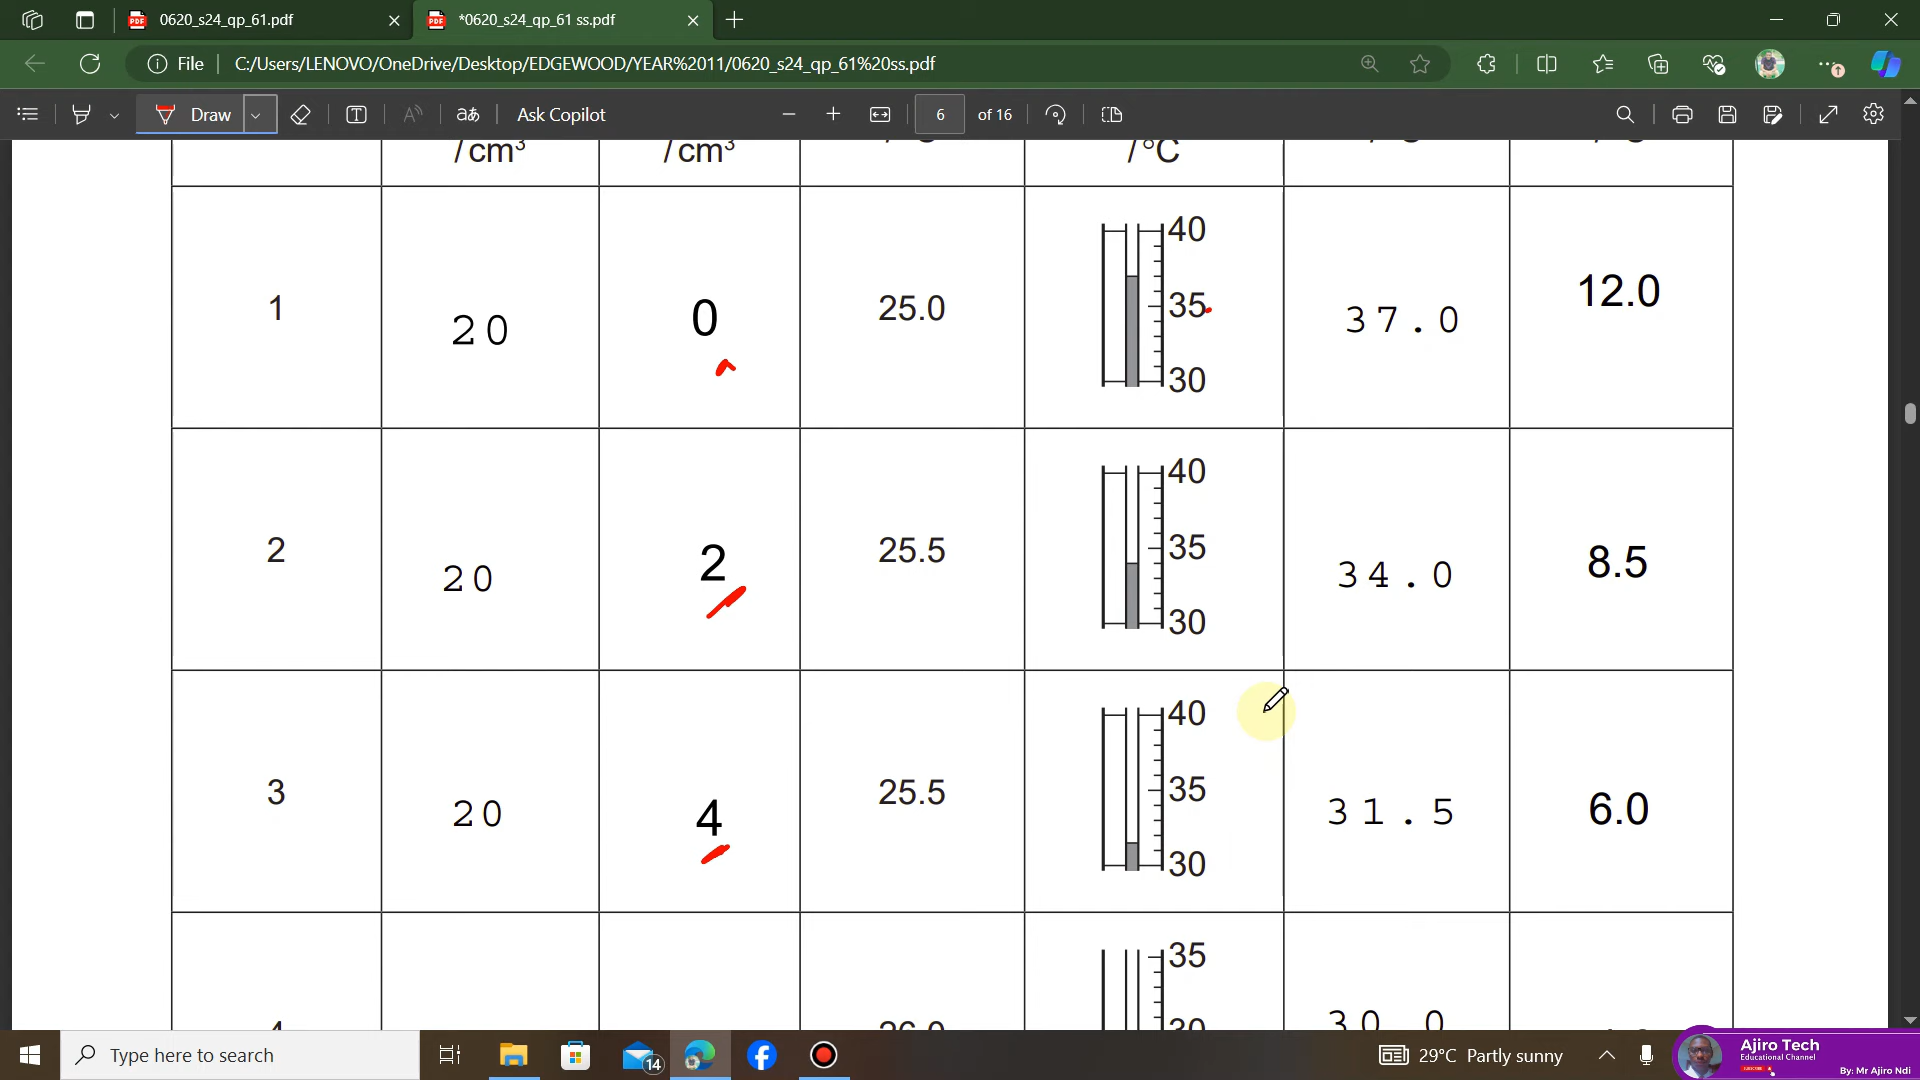 0620_s24_qp_61.pdf
*0620_s24_qp_61 ss.pdf
File
C:/Users/LENOVO/OneDrive/Desktop/EDGEWOOD/YEAR%2011/0620_s24_qp_61%20ss.pdf
Draw
Ask Copilot
6 of 16
/cm³ /cm³ /°C
1 20 0 25.0 40 35 30 37.0 12.0
2 20 2 25.5 40 35 30 34.0 8.5
3 20 4 25.5 40 35 30 31.5 6.0
35
Type here to search
14
29°C Partly sunny
Ajiro Tech
Educational Channel
By: Mr Ajiro Ndi